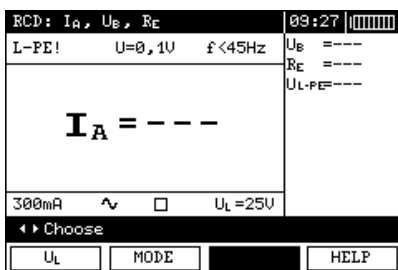 RCD: IA, UB, RE 09:27
L-PE! U=0,1V f<45Hz
UB =---
RE =---
UL-PE=---
IA = ---
300mA ∿ □ UL=25V
◂ ▸ Choose
UL MODE HELP